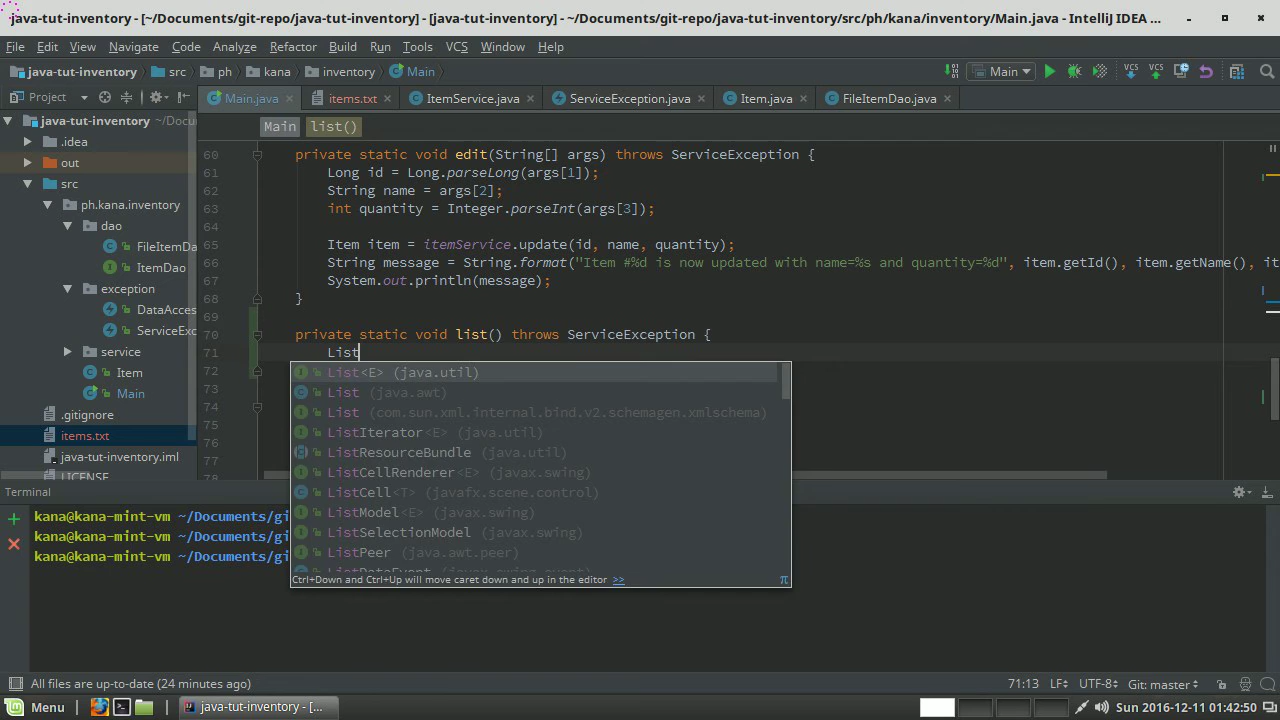 java-tut-inventory - [~/Documents/git-repo/java-tut-inventory] - [java-tut-inventory] - ~/Documents/git-repo/java-tut-inventory/src/ph/kana/inventory/Main.java - IntelliJ IDEA ...
File Edit View Navigate Code Analyze Refactor Build Run Tools VCS Window Help
java-tut-inventory src ph kana inventory Main Main VCS VCS
Project Main.java items.txt ItemService.java ServiceException.java Item.java FileItemDao.java
java-tut-inventory ~/Docu
Main list()
.idea
out
src
ph.kana.inventory
dao
FileItemDa
ItemDao
exception
DataAcces
ServiceExc
service
Item
Main
.gitignore
items.txt
java-tut-inventory.iml
LICENSE
60 private static void edit(String[] args) throws ServiceException {
61 Long id = Long.parseLong(args[1]);
62 String name = args[2];
63 int quantity = Integer.parseInt(args[3]);
64
65 Item item = itemService.update(id, name, quantity);
66 String message = String.format("Item #%d is now updated with name=%s and quantity=%d", item.getId(), item.getName(), it
67 System.out.println(message);
68 }
69
70 private static void list() throws ServiceException {
71 List
72
73
74
75
76
77
78
List<E> (java.util)
List (java.awt)
List (com.sun.xml.internal.bind.v2.schemagen.xmlschema)
ListIterator<E> (java.util)
ListResourceBundle (java.util)
ListCellRenderer<E> (javax.swing)
ListCell<T> (javafx.scene.control)
ListModel<E> (javax.swing)
ListSelectionModel (javax.swing)
ListPeer (java.awt.peer)
ListDataEvent (javax.swing.event)
Ctrl+Down and Ctrl+Up will move caret down and up in the editor >> π
Terminal
kana@kana-mint-vm ~/Documents/gi
kana@kana-mint-vm ~/Documents/gi
kana@kana-mint-vm ~/Documents/gi
All files are up-to-date (24 minutes ago) 71:13 LF UTF-8 Git: master
Menu java-tut-inventory - [... Sun 2016-12-11 01:42:50